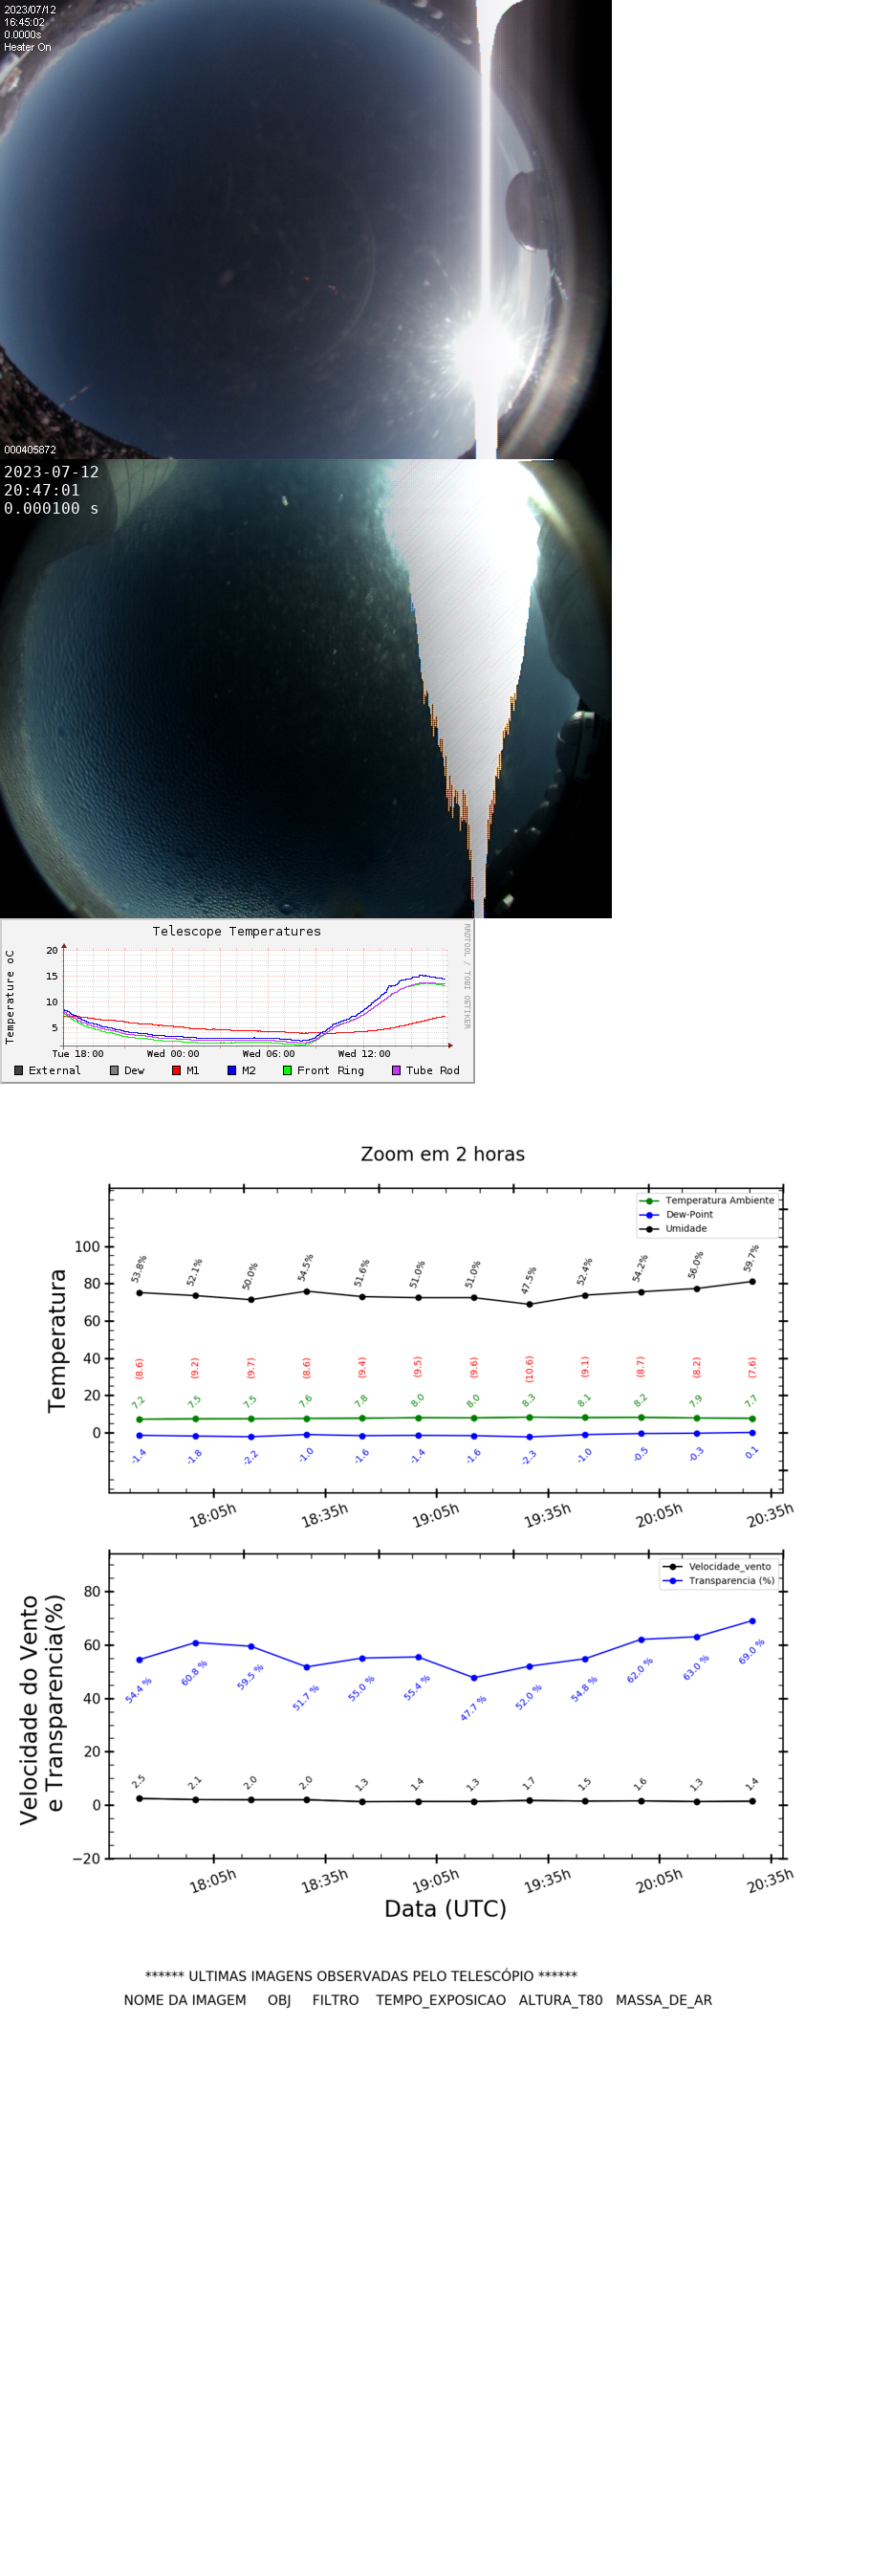 2023/07/12
16:45:02
0.0000s
Heater On
000405872
2023-07-12
20:47:01
0.000100 s
Telescope Temperatures
RRDTOOL / TOBI OETIKER
Temperature oC
20
15
10
5
Tue 18:00 Wed 00:00 Wed 06:00 Wed 12:00
External Dew M1 M2 Front Ring Tube Rod
Zoom em 2 horas
Temperatura Ambiente
Dew-Point
Umidade
Temperatura
100
80
60
40
20
0
53.8% 52.1% 50.0% 54.5% 51.6% 51.0% 51.0% 47.5% 52.4% 54.2% 56.0% 59.7%
(8.6) (9.2) (9.7) (8.6) (9.4) (9.5) (9.6) (10.6) (9.1) (8.7) (8.2) (7.6)
7.2 7.5 7.5 7.6 7.8 8.0 8.0 8.3 8.1 8.2 7.9 7.7
-1.4 -1.8 -2.2 -1.0 -1.6 -1.4 -1.6 -2.3 -1.0 -0.5 -0.3 0.1
18:05h 18:35h 19:05h 19:35h 20:05h 20:35h
Velocidade_vento
Transparencia (%)
Velocidade do Vento
e Transparencia(%)
80
60
40
20
0
−20
54.4 % 60.8 % 59.5 % 51.7 % 55.0 % 55.4 % 47.7 % 52.0 % 54.8 % 62.0 % 63.0 % 69.0 %
2.5 2.1 2.0 2.0 1.3 1.4 1.3 1.7 1.5 1.6 1.3 1.4
18:05h 18:35h 19:05h 19:35h 20:05h 20:35h
Data (UTC)
****** ULTIMAS IMAGENS OBSERVADAS PELO TELESCÓPIO ******
NOME DA IMAGEM OBJ FILTRO TEMPO_EXPOSICAO ALTURA_T80 MASSA_DE_AR